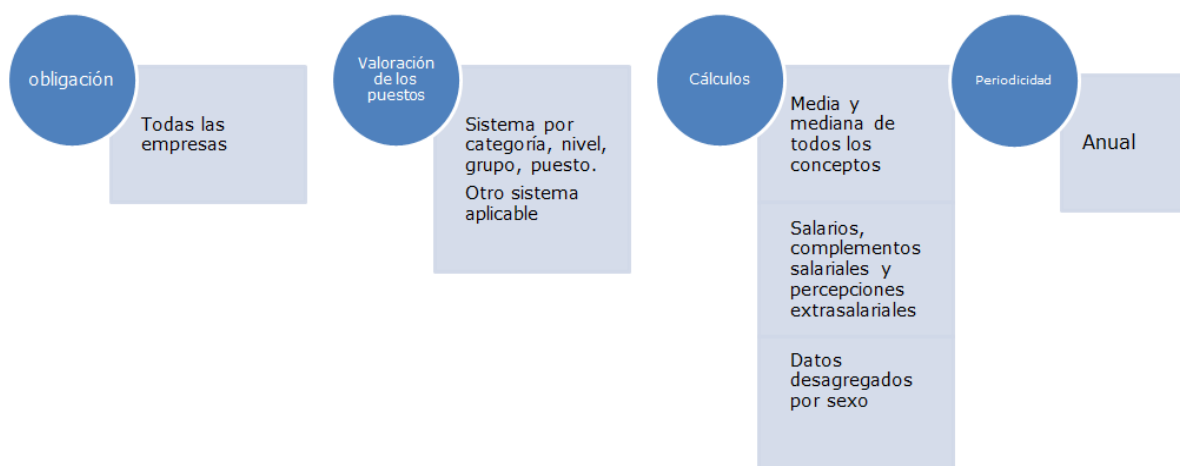 obligación
Todas las
empresas
Valoración
de los
puestos
Sistema por
categoría, nivel,
grupo, puesto.
Otro sistema
aplicable
Cálculos
Media y
mediana de
todos los
conceptos
Salarios,
complementos
salariales y
percepciones
extrasalariales
Datos
desagregados
por sexo
Periodicidad
Anual